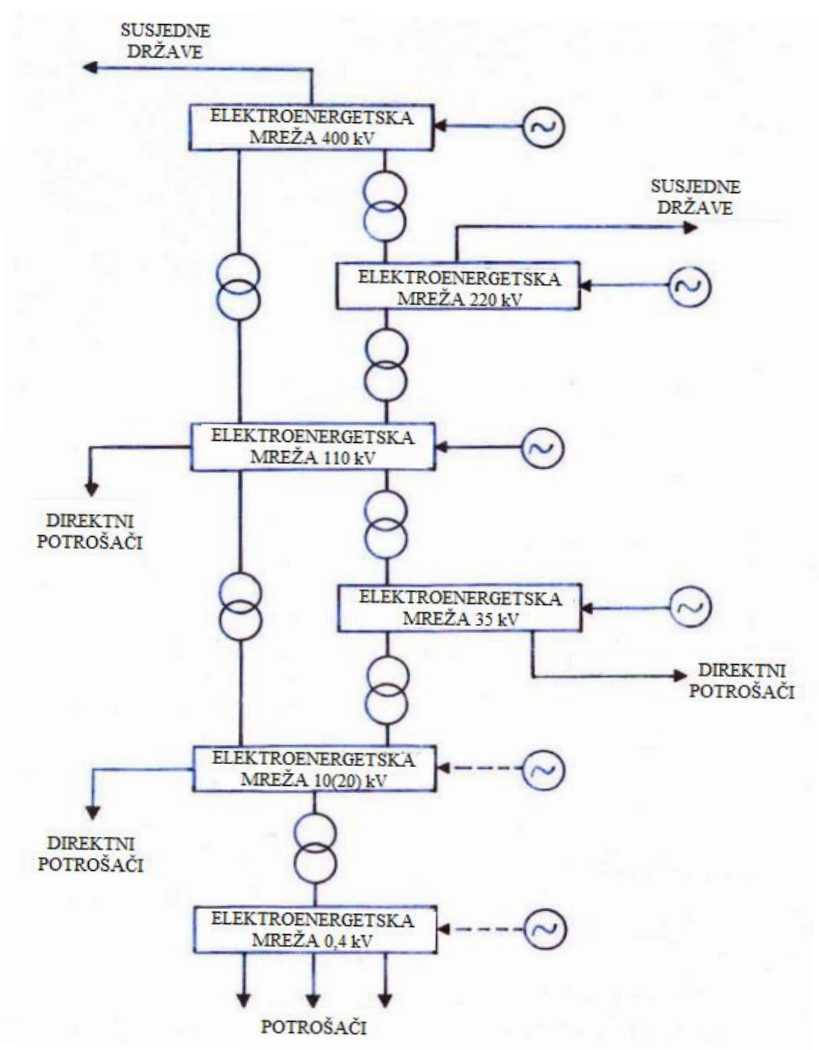 SUSJEDNE
DRŽAVE
ELEKTROENERGETSKA
MREŽA 400 kV
SUSJEDNE
DRŽAVE
ELEKTROENERGETSKA
MREŽA 220 kV
ELEKTROENERGETSKA
MREŽA 110 kV
DIREKTNI
POTROŠAČI
ELEKTROENERGETSKA
MREŽA 35 kV
DIREKTNI
POTROŠAČI
ELEKTROENERGETSKA
MREŽA 10(20) kV
DIREKTNI
POTROŠAČI
ELEKTROENERGETSKA
MREŽA 0,4 kV
POTROŠAČI